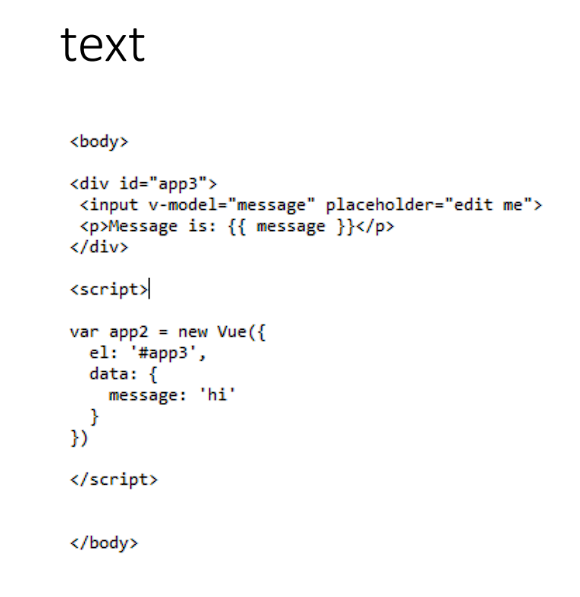 text
<body>
<div id="app3">
 <input v-model="message" placeholder="edit me">
 <p>Message is: {{ message }}</p>
</div>
<script>
var app2 = new Vue({
  el: '#app3',
  data: {
    message: 'hi'
  }
})
</script>
</body>